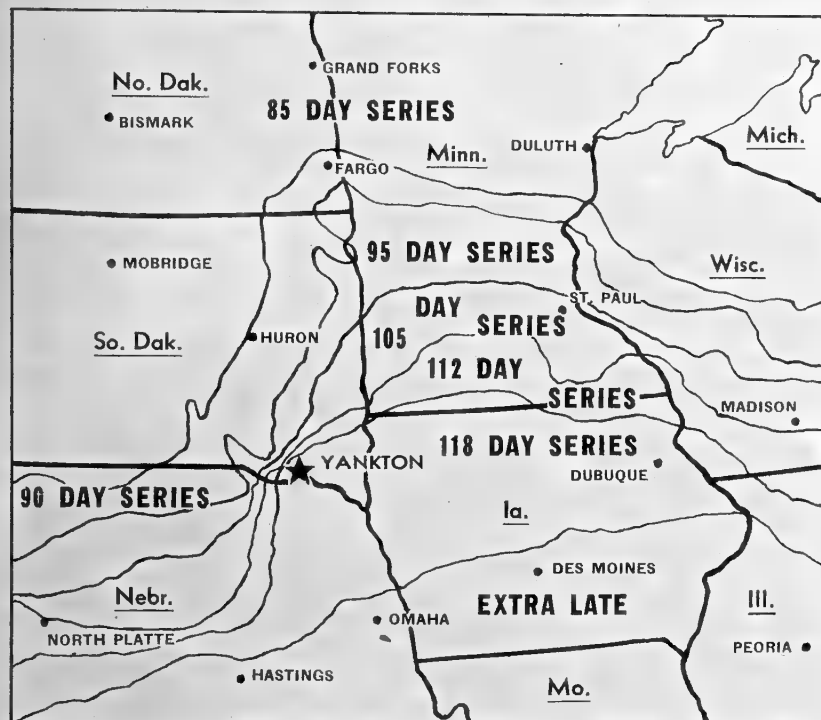 No. Dak.
GRAND FORKS
85 DAY SERIES
BISMARK
Minn.
DULUTH
Mich.
FARGO
MOBRIDGE
95 DAY SERIES
Wisc.
So. Dak.
HURON
DAY
105
SERIES
ST. PAUL
112 DAY
SERIES
MADISON
118 DAY SERIES
YANKTON
DUBUQUE
90 DAY SERIES
Ia.
DES MOINES
Nebr.
EXTRA LATE
Ill.
NORTH PLATTE
OMAHA
PEORIA
HASTINGS
Mo.